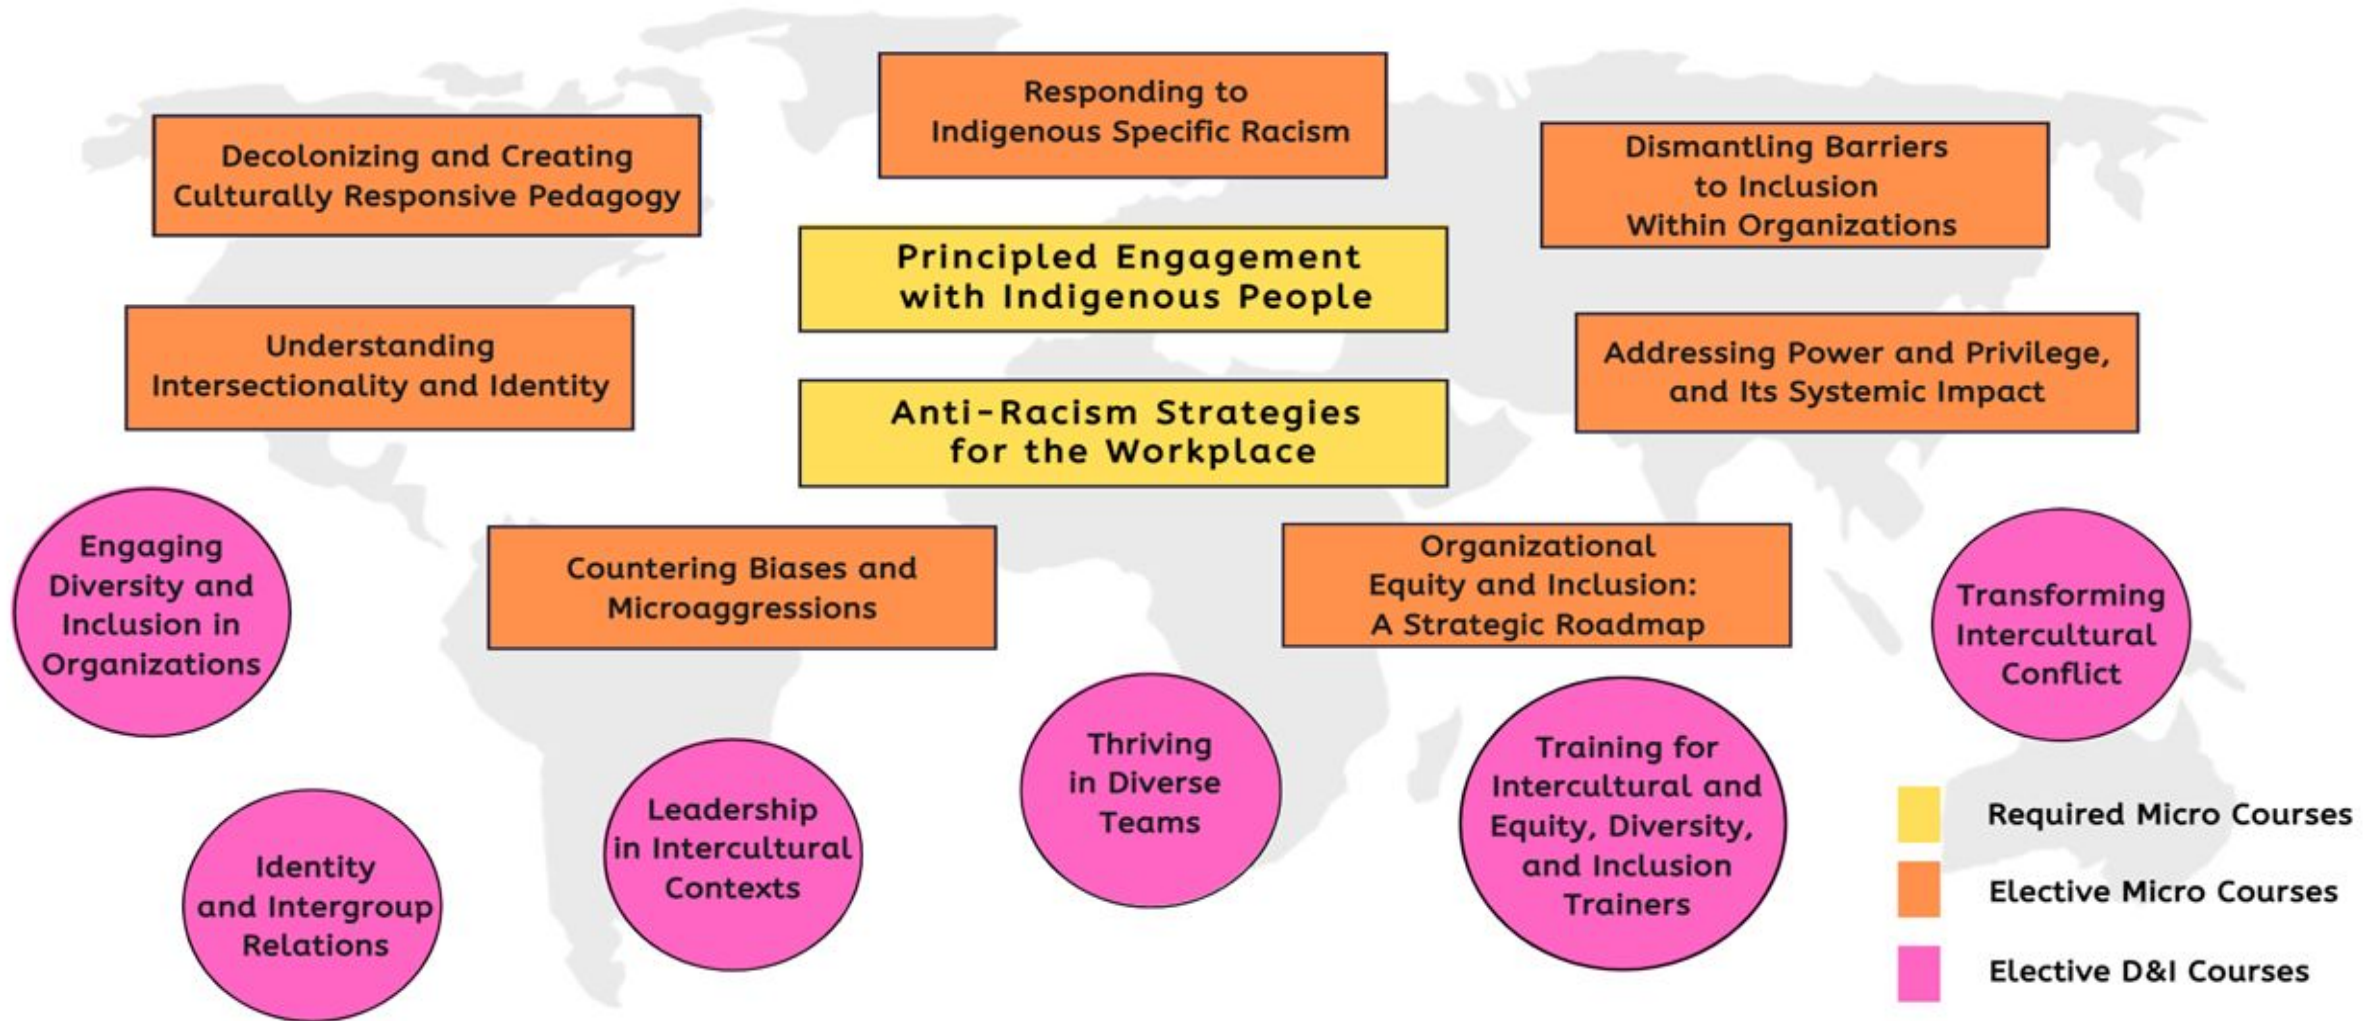 Decolonizing and Creating
Culturally Responsive Pedagogy
Responding to
Indigenous Specific Racism
Dismantling Barriers
to Inclusion
Within Organizations
Principled Engagement
with Indigenous People
Understanding
Intersectionality and Identity
Anti-Racism Strategies
for the Workplace
Addressing Power and Privilege,
and Its Systemic Impact
Engaging
Diversity and
Inclusion in
Organizations
Countering Biases and
Microaggressions
Organizational
Equity and Inclusion:
A Strategic Roadmap
Transforming
Intercultural
Conflict
Identity
and Intergroup
Relations
Leadership
in Intercultural
Contexts
Thriving
in Diverse
Teams
Training for
Intercultural and
Equity, Diversity,
and Inclusion
Trainers
Required Micro Courses
Elective Micro Courses
Elective D&I Courses